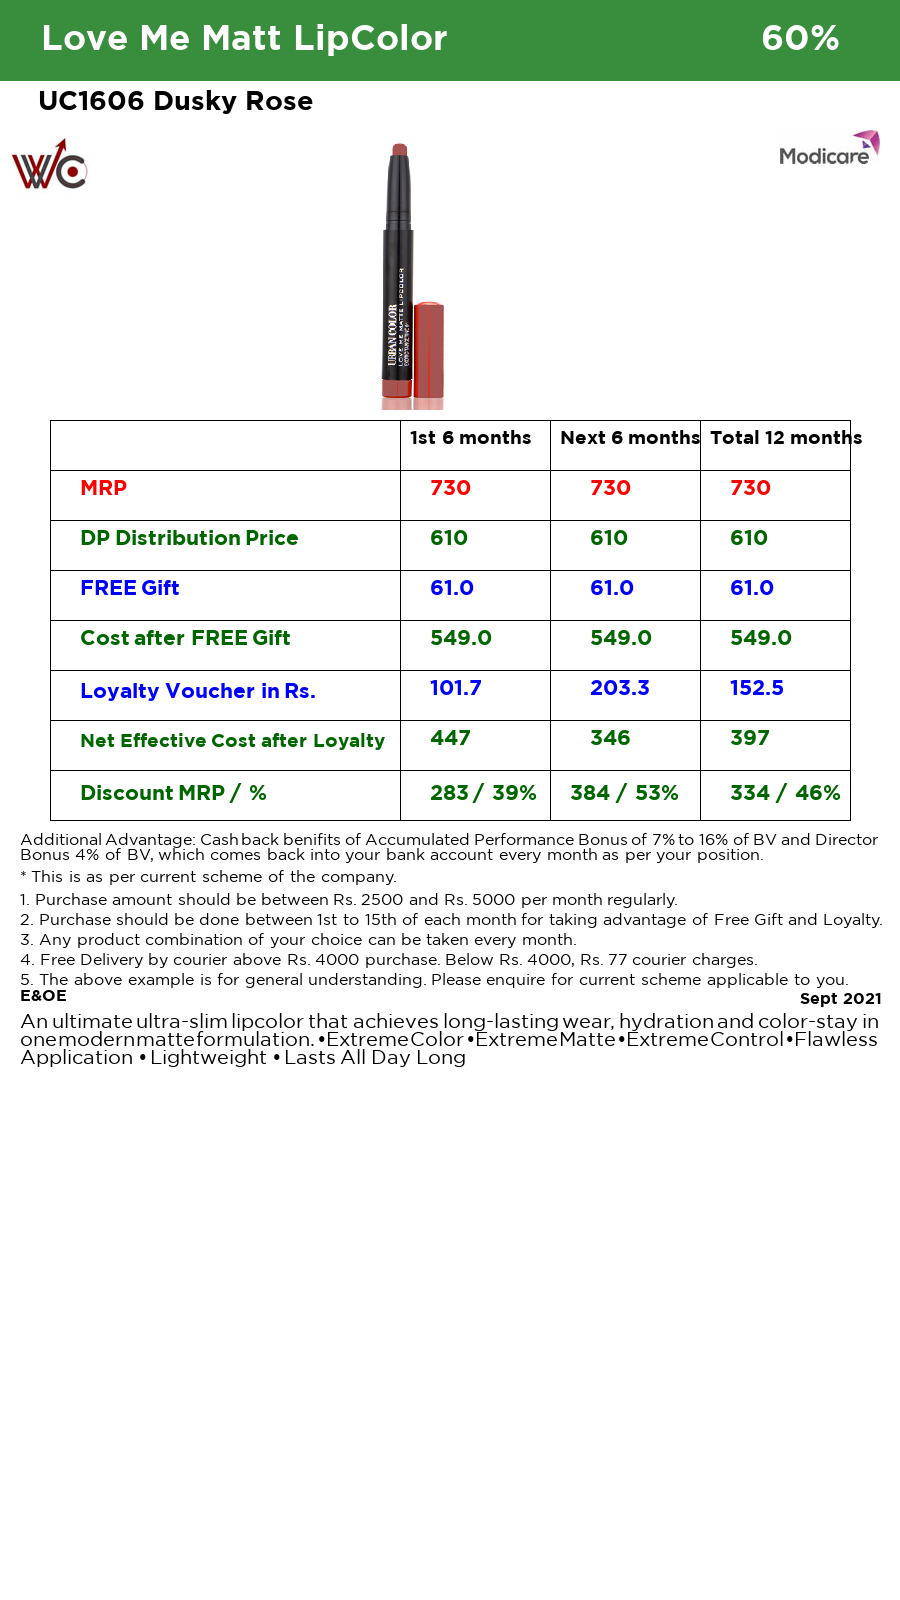 Love Me Matt LipColor 60%
UC1606 Dusky Rose
WC
Modicare
URBAN COLOR
LOVE ME MATTE LIPCOLOR
1st 6 months Next 6 months Total 12 months
MRP 730 730 730
DP Distribution Price 610 610 610
FREE Gift 61.0 61.0 61.0
Cost after FREE Gift 549.0 549.0 549.0
Loyalty Voucher in Rs. 101.7 203.3 152.5
Net Effective Cost after Loyalty 447 346 397
Discount MRP / % 283 / 39% 384 / 53% 334 / 46%
Additional Advantage: Cashback benifits of Accumulated Performance Bonus of 7% to 16% of BV and Director
Bonus 4% of BV, which comes back into your bank account every month as per your position.
* This is as per current scheme of the company.
1. Purchase amount should be between Rs. 2500 and Rs. 5000 per month regularly.
2. Purchase should be done between 1st to 15th of each month for taking advantage of Free Gift and Loyalty.
3. Any product combination of your choice can be taken every month.
4. Free Delivery by courier above Rs. 4000 purchase. Below Rs. 4000, Rs. 77 courier charges.
5. The above example is for general understanding. Please enquire for current scheme applicable to you.
E&OE
Sept 2021
An ultimate ultra-slim lipcolor that achieves long-lasting wear, hydration and color-stay in
one modern matte formulation. •Extreme Color •Extreme Matte •Extreme Control •Flawless
Application • Lightweight • Lasts All Day Long